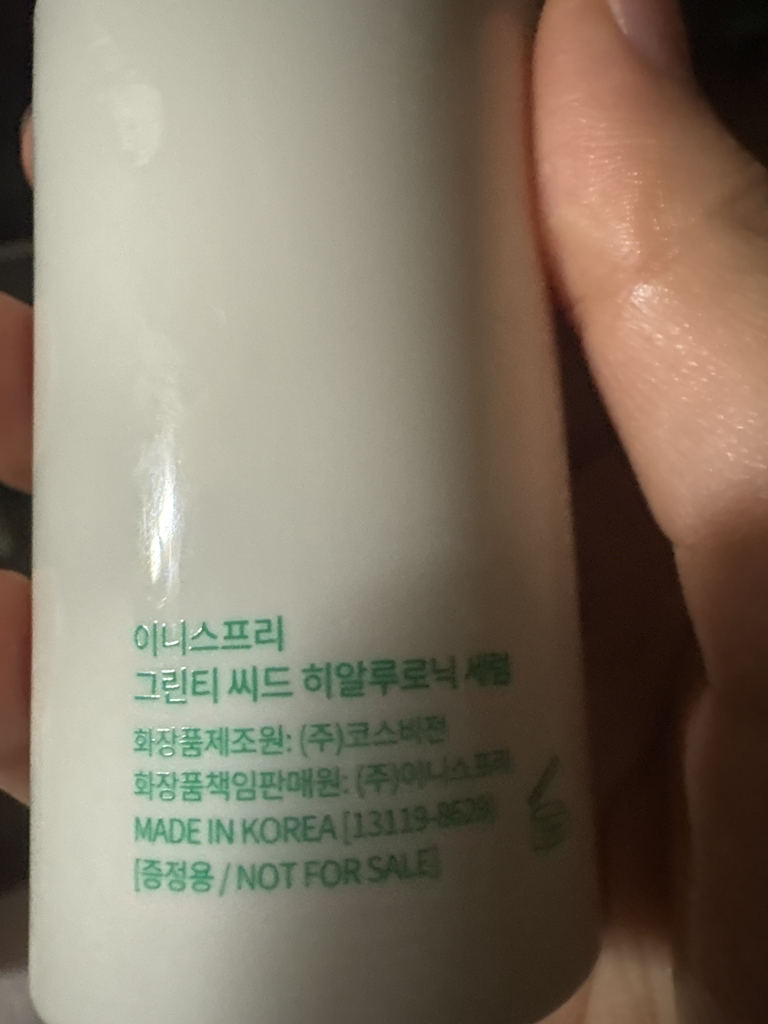 이니스프리
그린티 씨드 히알루로닉 세럼
화장품제조원: (주)코스비전
화장품책임판매원: (주)이니스프리
MADE IN KOREA [13119-8629]
[증정용 / NOT FOR SALE]